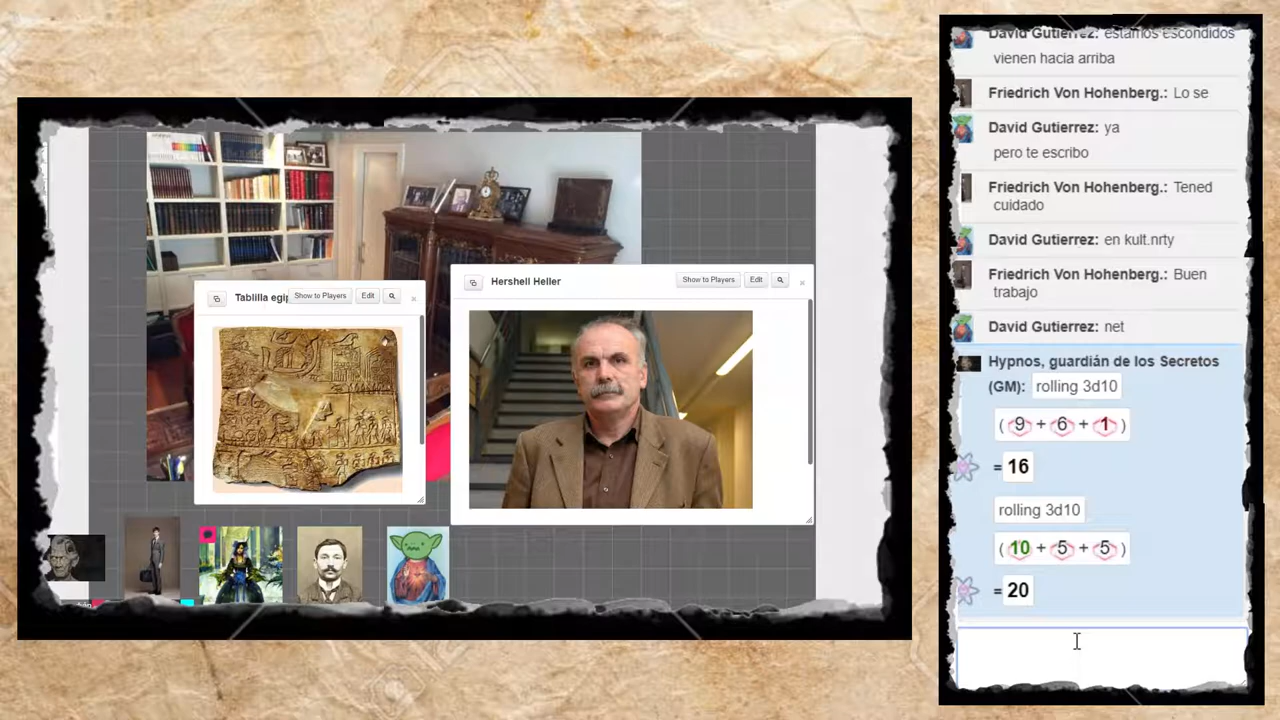 Tablilla egip
Show to Players
Edit
Hershell Heller
Show to Players
Edit
David Gutierrez: estamos escondidos
vienen hacia arriba
Friedrich Von Hohenberg.: Lo se
David Gutierrez: ya
pero te escribo
Friedrich Von Hohenberg.: Tened
cuidado
David Gutierrez: en kult.nrty
Friedrich Von Hohenberg.: Buen
trabajo
David Gutierrez: net
Hypnos, guardián de los Secretos
(GM): rolling 3d10
(9+6+1)
=16
rolling 3d10
(10+5+5)
=20